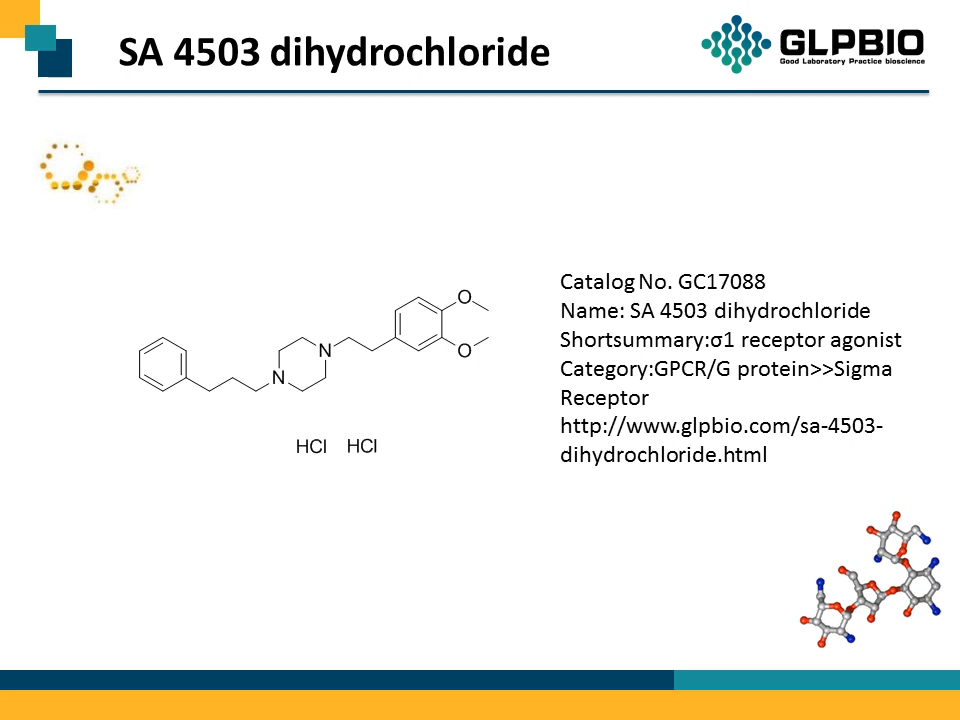 SA 4503 dihydrochloride
GLPBIO
Good Laboratory Practice bioscience
O
O
N
N
HCl HCl
Catalog No. GC17088
Name: SA 4503 dihydrochloride
Shortsummary:σ1 receptor agonist
Category:GPCR/G protein>>Sigma
Receptor
http://www.glpbio.com/sa-4503-
dihydrochloride.html